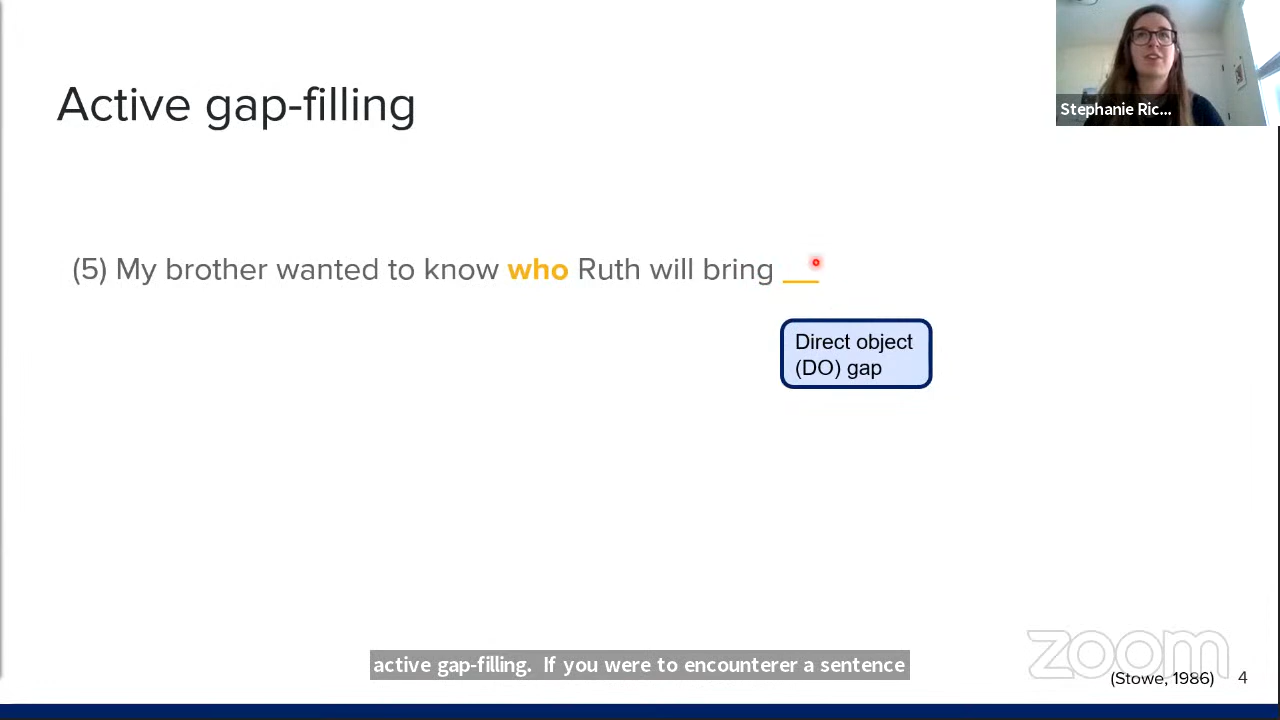 Active gap-filling
Stephanie Ric...
(5) My brother wanted to know who Ruth will bring __
Direct object
(DO) gap
active gap-filling.  If you were to encounterer a sentence
zoom
(Stowe, 1986)
4